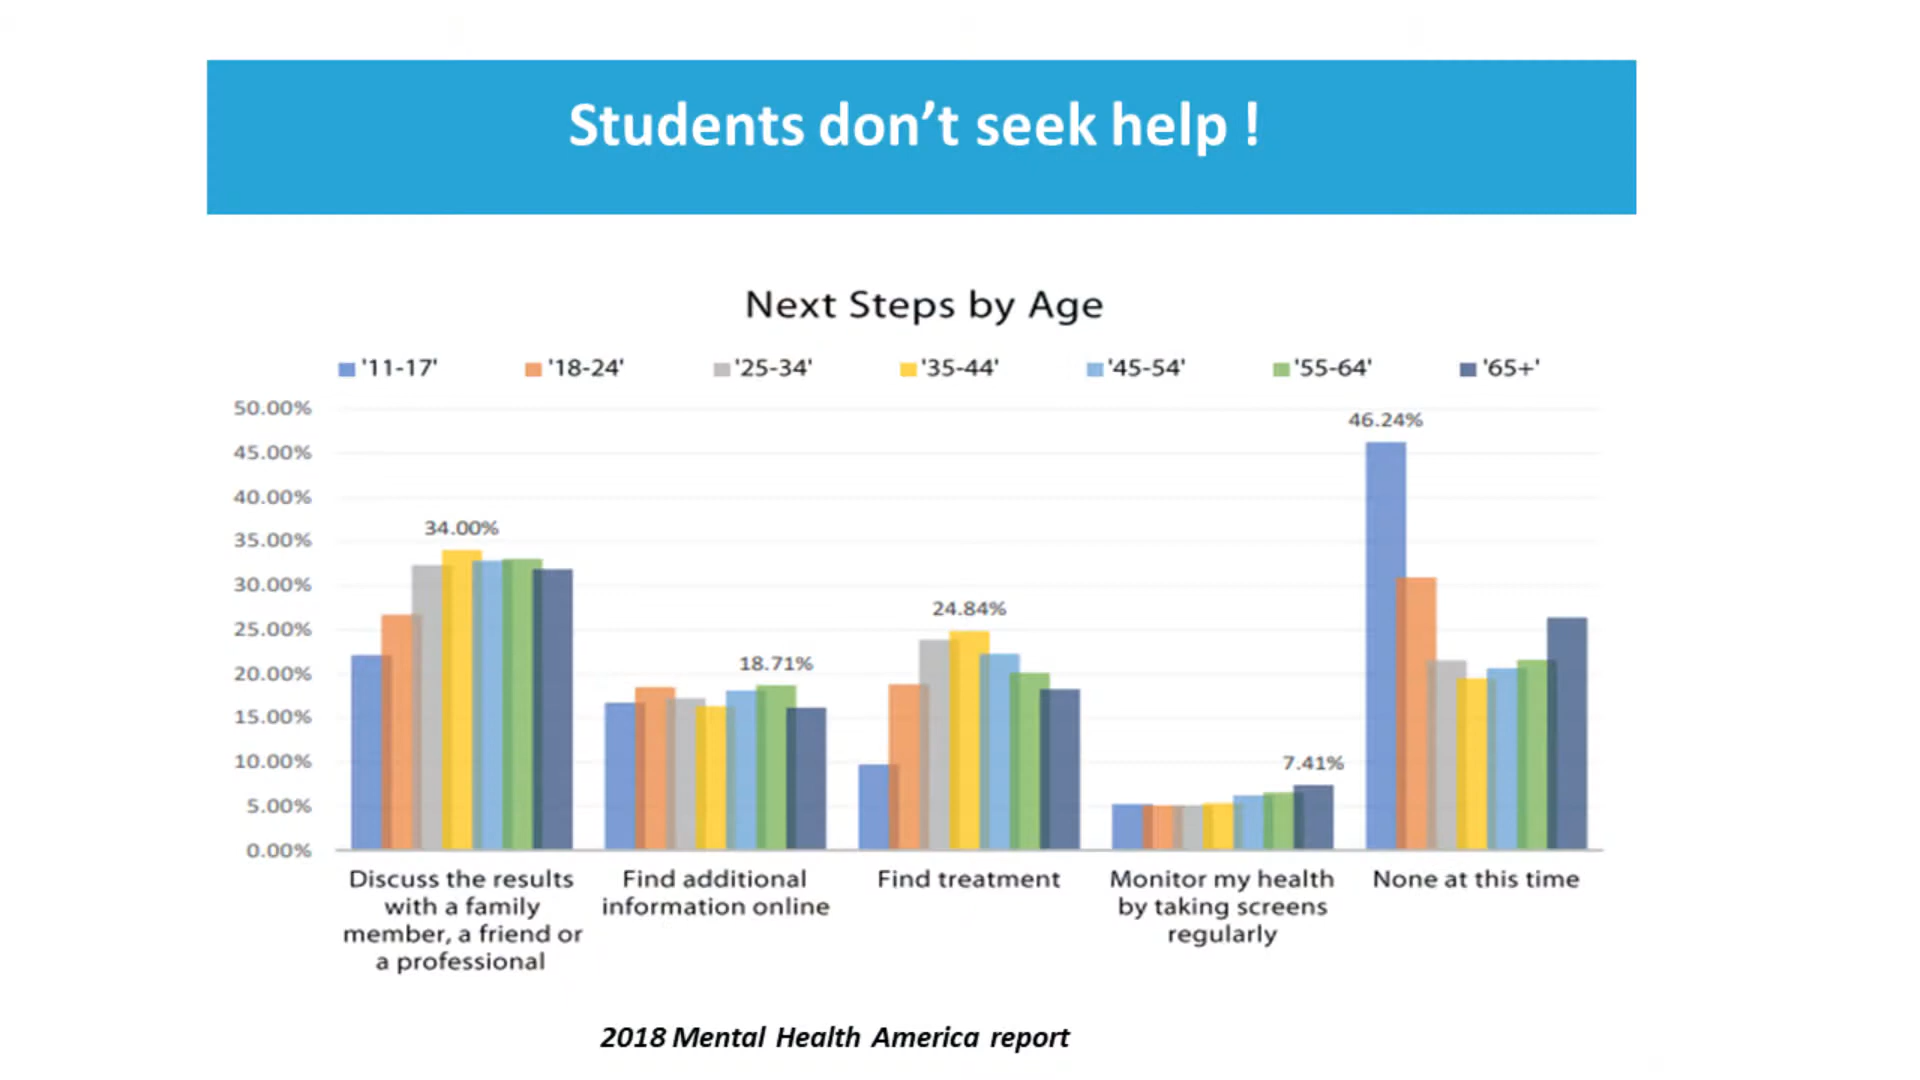 Students don’t seek help !
Next Steps by Age
'11-17' '18-24' '25-34' '35-44' '45-54' '55-64' '65+'
50.00%
45.00%
40.00%
35.00%
30.00%
25.00%
20.00%
15.00%
10.00%
5.00%
0.00%
34.00%
18.71%
24.84%
7.41%
46.24%
Discuss the results
with a family
member, a friend or
a professional
Find additional
information online
Find treatment
Monitor my health
by taking screens
regularly
None at this time
2018 Mental Health America report